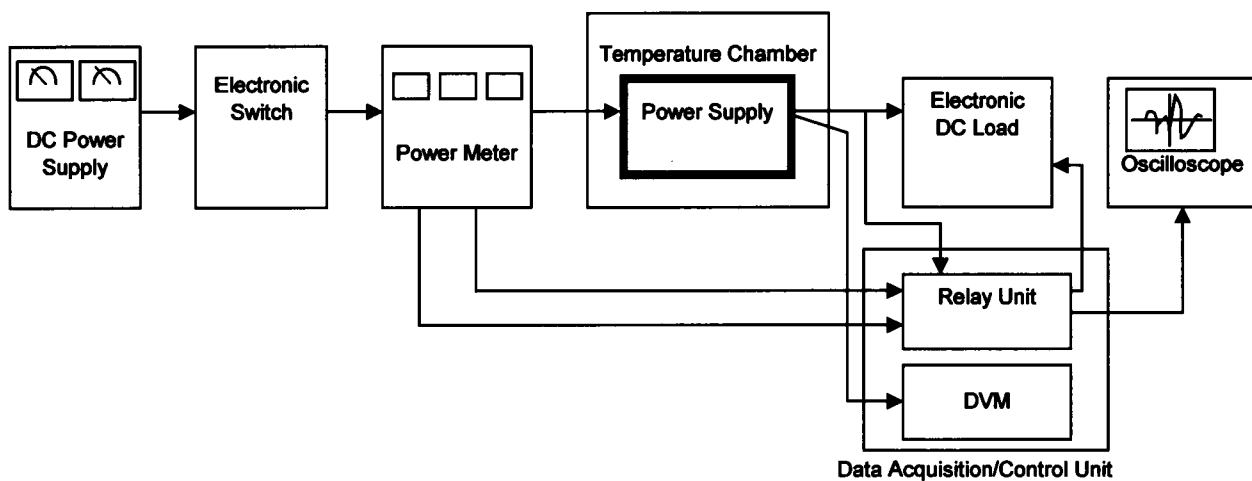 DC Power
Supply
Electronic
Switch
Power Meter
Temperature Chamber
Power Supply
Electronic
DC Load
Oscilloscope
Relay Unit
DVM
Data Acquisition/Control Unit